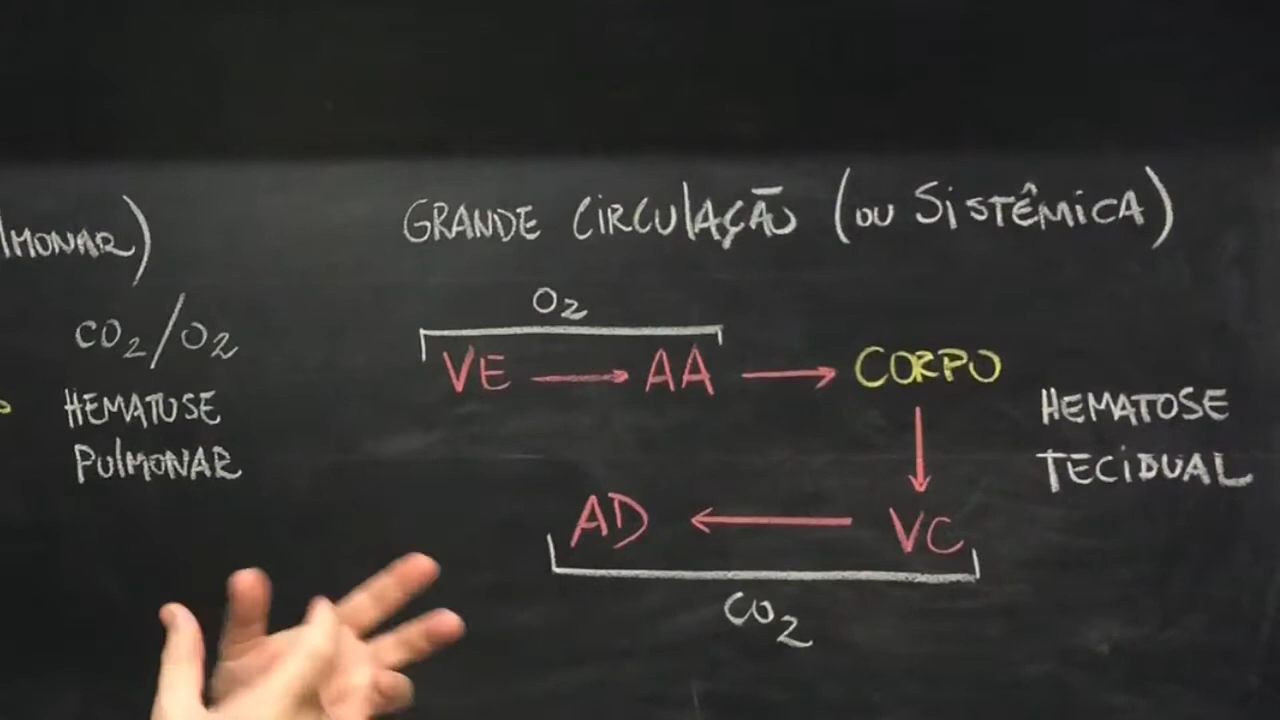 LMONAR)
CO2/O2
HEMATOSE
PULMONAR
GRANDE CIRCULAÇÃO (OU SISTÊMICA)
O2
VE → AA → CORPO
HEMATOSE
TECIDUAL
AD ← VC
CO2